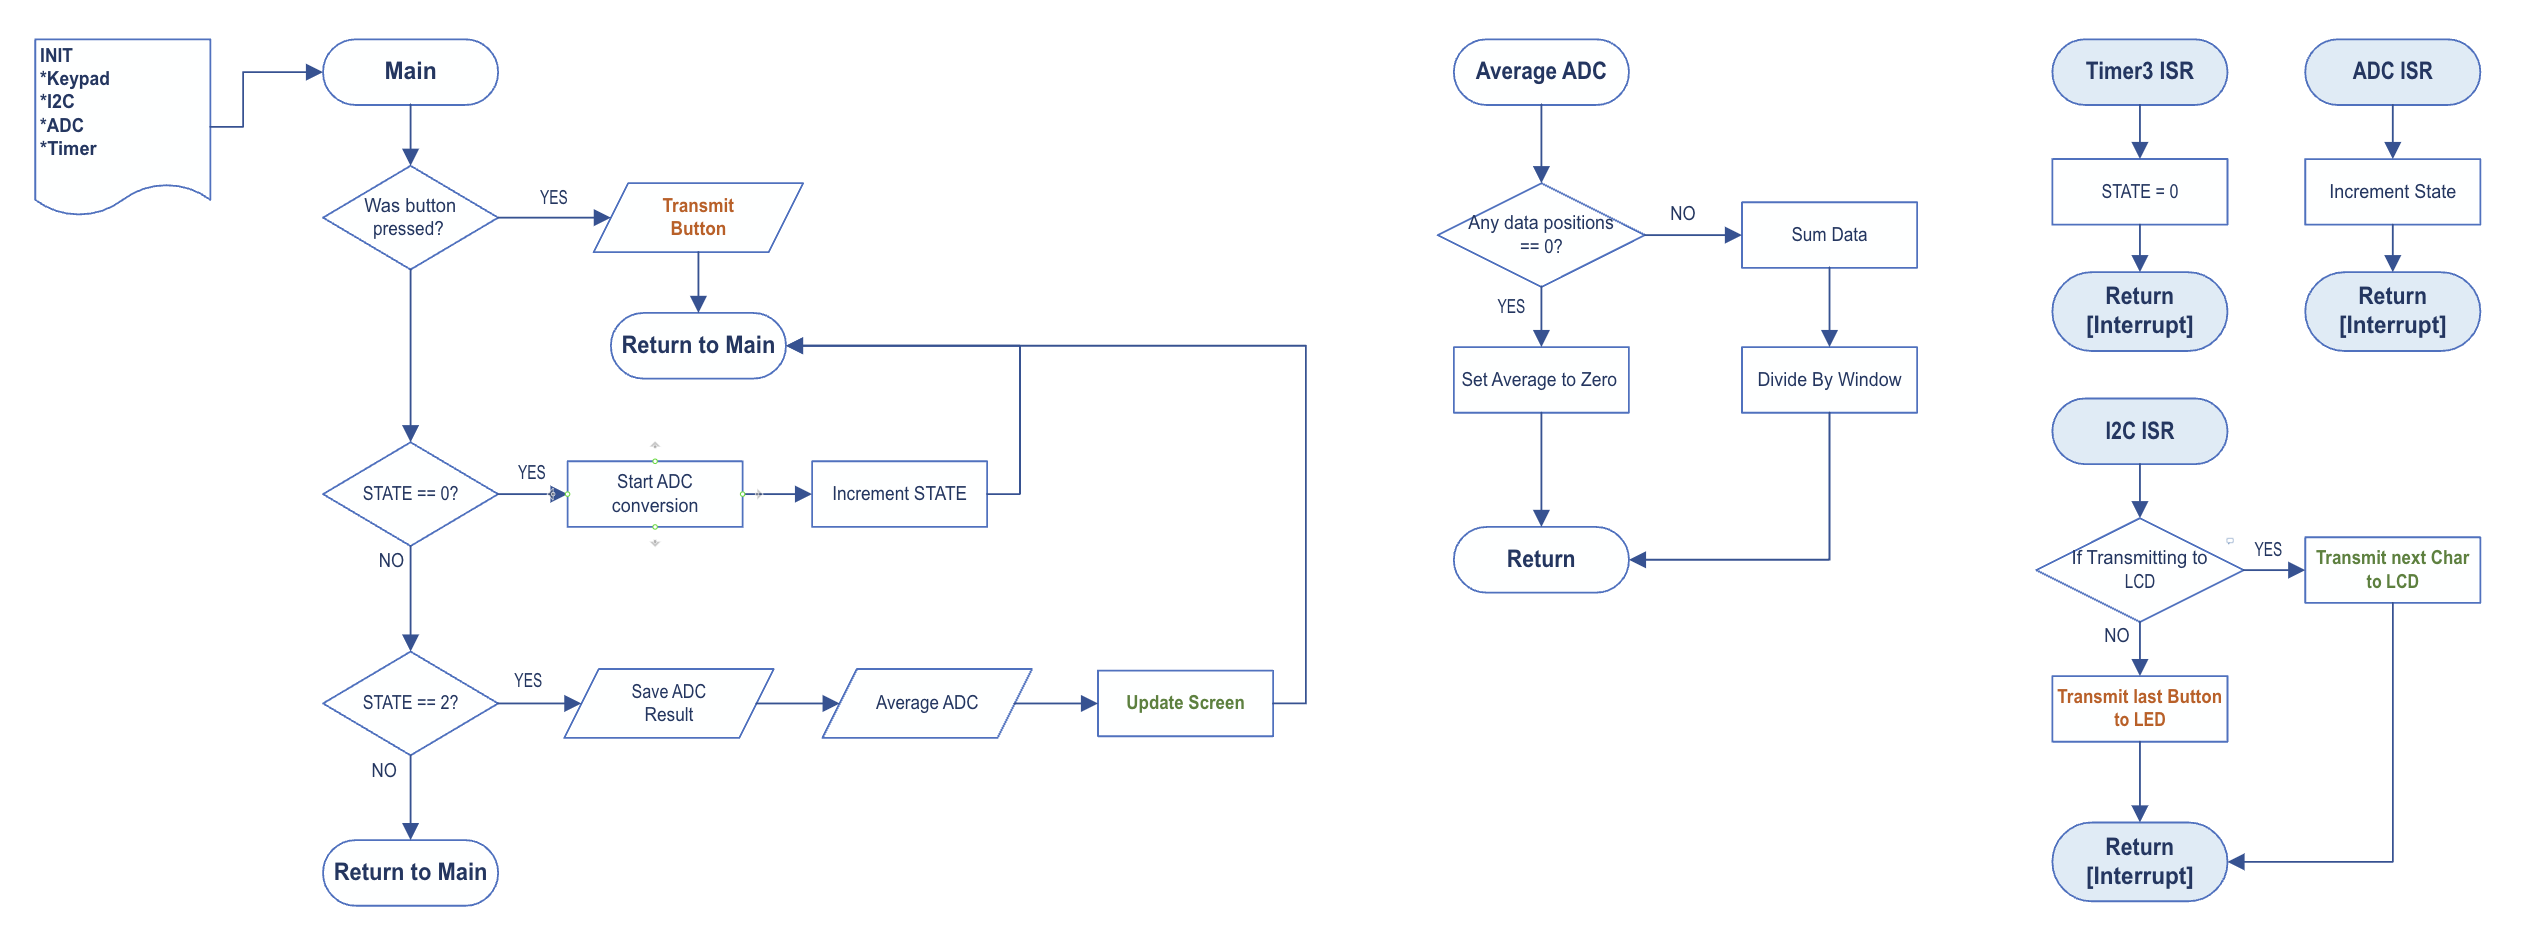 INIT
*Keypad
*I2C
*ADC
*Timer
Main
Was button
pressed?
YES
Transmit
Button
Return to Main
STATE == 0?
YES
Start ADC
conversion
Increment STATE
NO
STATE == 2?
YES
Save ADC
Result
Average ADC
Update Screen
NO
Return to Main
Average ADC
Any data positions
== 0?
NO
Sum Data
YES
Set Average to Zero
Divide By Window
Return
Timer3 ISR
STATE = 0
Return
[Interrupt]
ADC ISR
Increment State
Return
[Interrupt]
I2C ISR
If Transmitting to
LCD
YES
Transmit next Char
to LCD
NO
Transmit last Button
to LED
Return
[Interrupt]